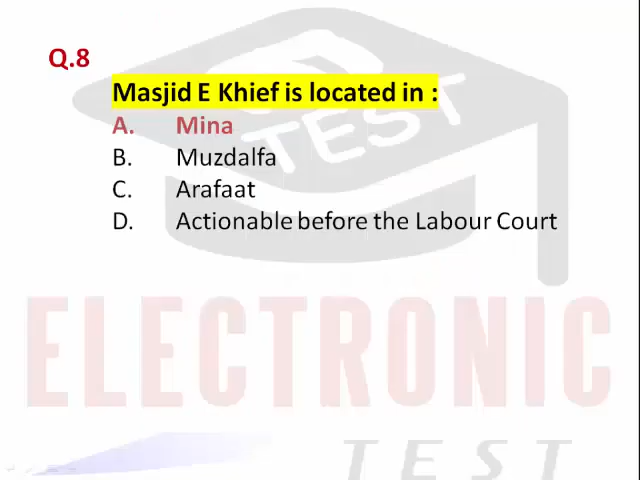 Q.8
Masjid E Khief is located in :
A. Mina
B. Muzdalfa
C. Arafaat
D. Actionable before the Labour Court
TEST
ELECTRONIC
TEST